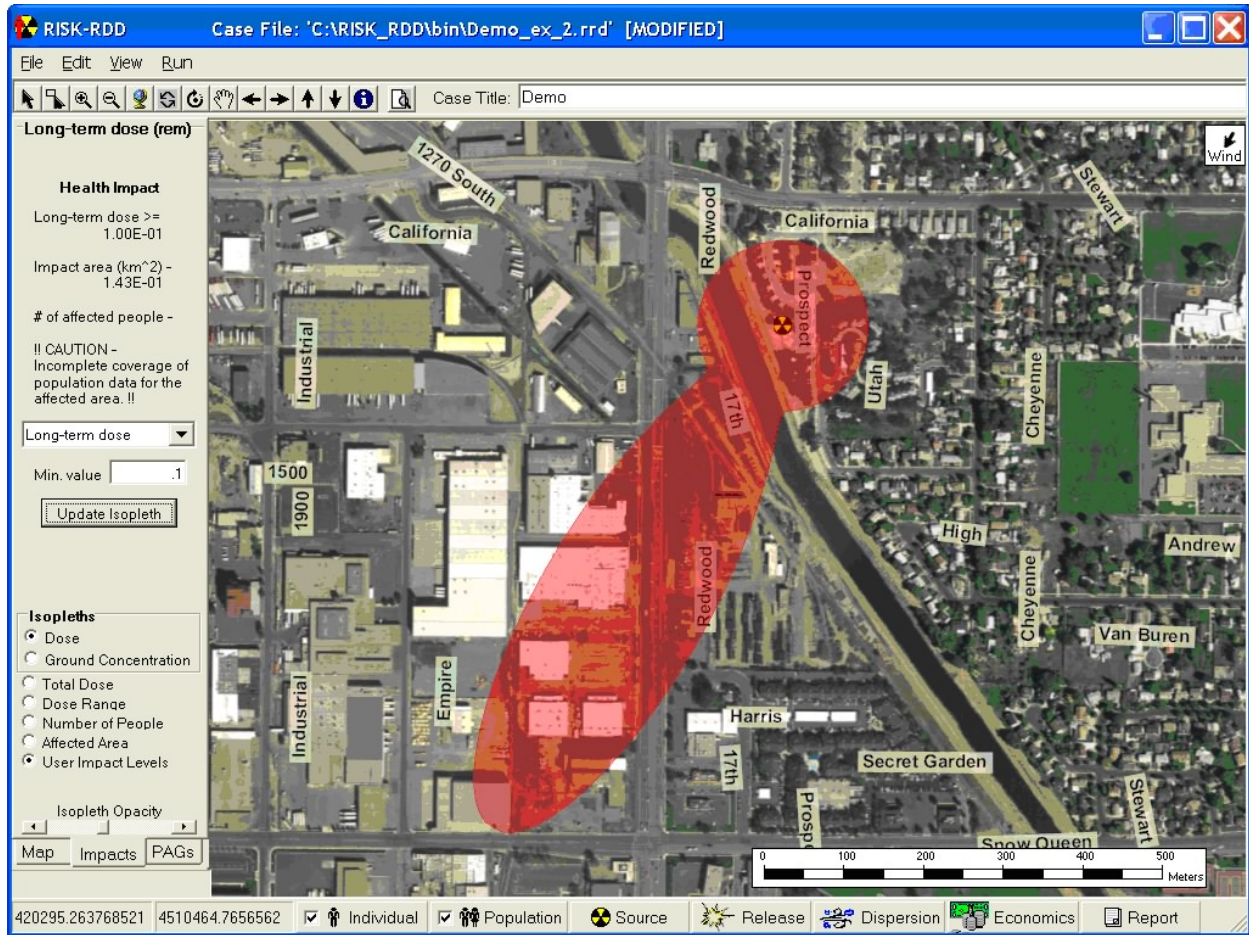 RISK-RDD Case File: 'C:\RISK_RDD\bin\Demo_ex_2.rrd' [MODIFIED]
File Edit View Run
Case Title: Demo
Long-term dose (rem)
Health Impact
Long-term dose >=
1.00E-01
Impact area (km^2) -
1.43E-01
# of affected people -
!! CAUTION -
Incomplete coverage of
population data for the
affected area. !!
Long-term dose
Min. value .1
Update Isopleth
Isopleths
Dose
Ground Concentration
Total Dose
Dose Range
Number of People
Affected Area
User Impact Levels
Isopleth Opacity
Map Impacts PAGs
Wind
1270 South
Stewart
Redwood
California
California
Prospect
Industrial
Utah
Cheyenne
17th
1500
1900
High
Andrew
Redwood
Cheyenne
Van Buren
Empire
Industrial
Harris
17th
Secret Garden
Prospe
Stewart
Snow Queen
0 100 200 300 400 500
Meters
420295.263768521 4510464.7656562 Individual Population Source Release Dispersion Economics Report